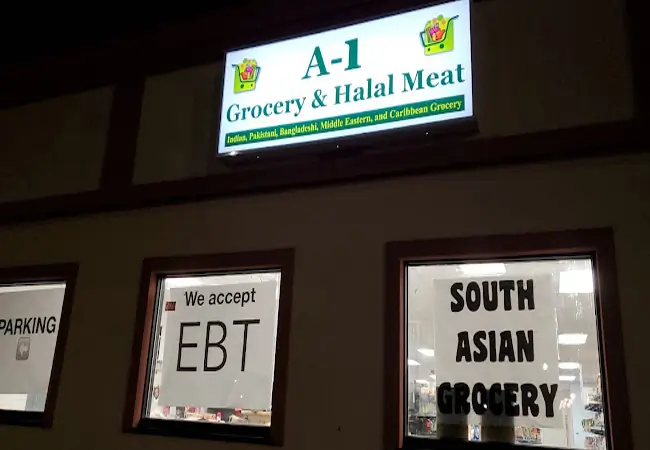 A-1
Grocery & Halal Meat
Indian, Pakistani, Bangladeshi, Middle Eastern, and Caribbean Grocery
PARKING
We accept
EBT
SOUTH
ASIAN
GROCERY